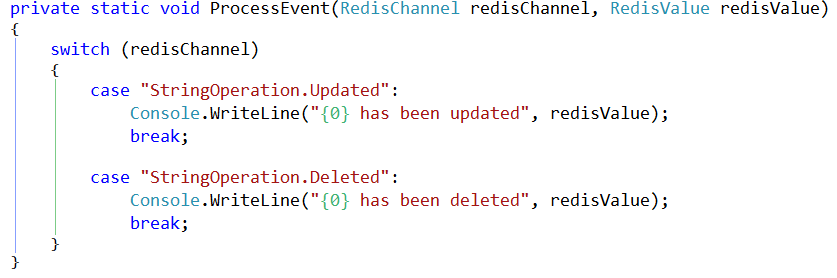 private static void ProcessEvent(RedisChannel redisChannel, RedisValue redisValue)
{
    switch (redisChannel)
    {
        case "StringOperation.Updated":
            Console.WriteLine("{0} has been updated", redisValue);
            break;

        case "StringOperation.Deleted":
            Console.WriteLine("{0} has been deleted", redisValue);
            break;
    }
}